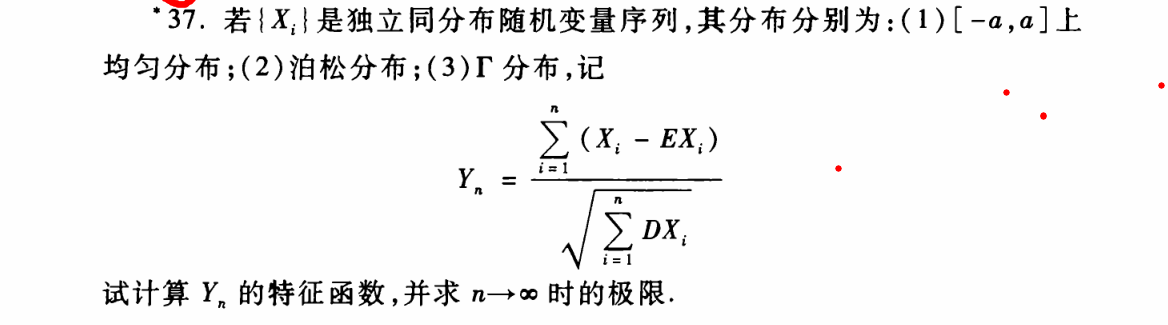 *37. 若{X_i}是独立同分布随机变量序列,其分布分别为:(1)[-a,a]上
均匀分布;(2)泊松分布;(3)Γ分布,记
Y_n = \frac{\sum_{i=1}^{n}(X_i - EX_i)}{\sqrt{\sum_{i=1}^{n} DX_i}}
试计算 Y_n 的特征函数,并求 n→∞ 时的极限.